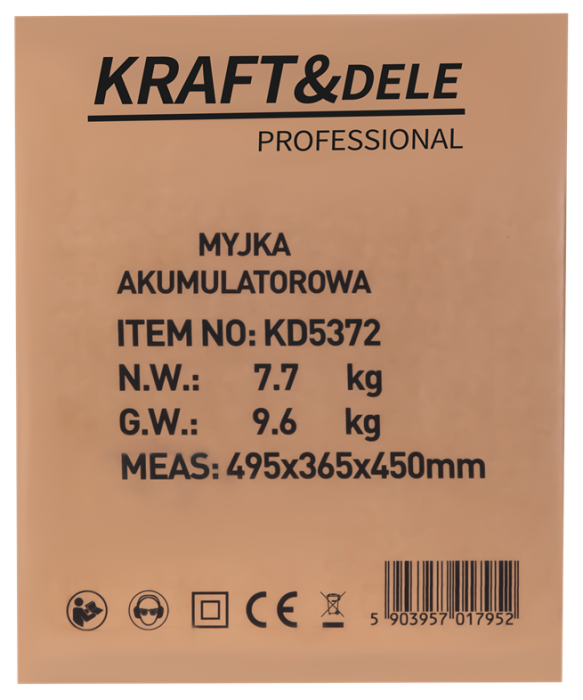 KRAFT&DELE
PROFESSIONAL
MYJKA
AKUMULATOROWA
ITEM NO: KD5372
N.W.: 7.7 kg
G.W.: 9.6 kg
MEAS: 495x365x450mm
CE
5 903957 017952